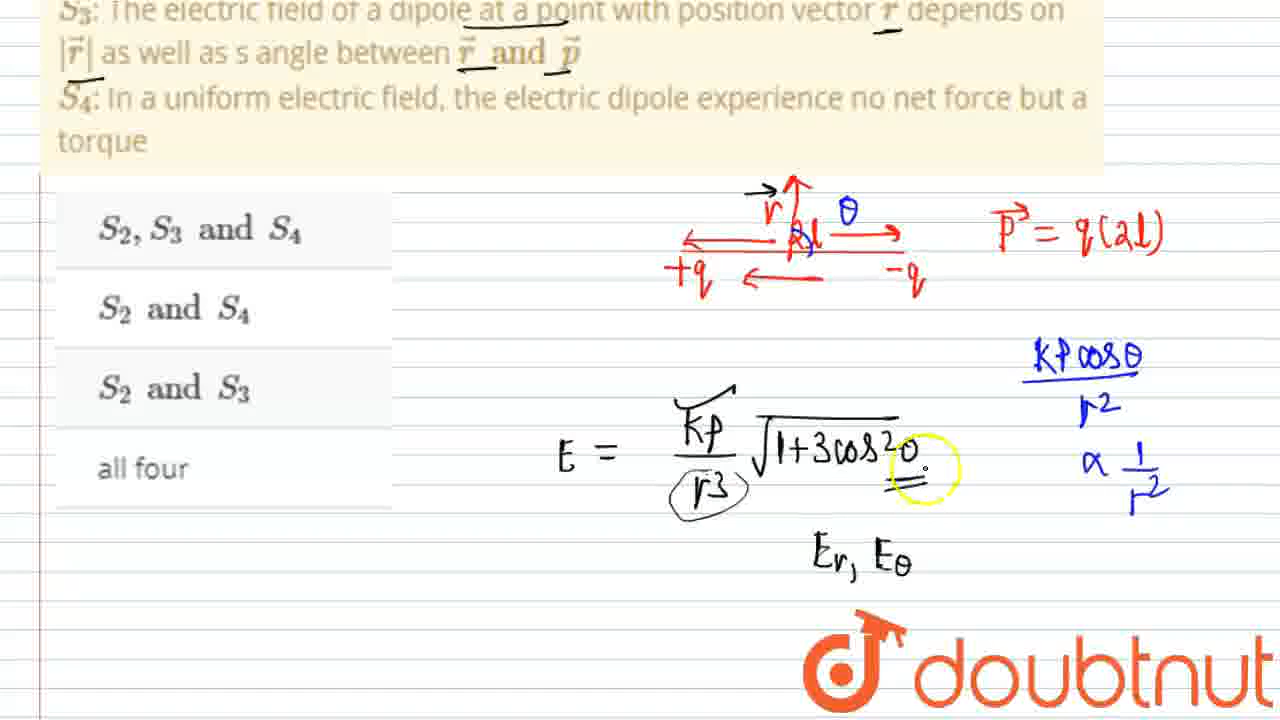 S₃: The electric field of a dipole at a point with position vector r⃗ depends on
|r⃗| as well as s angle between r⃗ and p⃗
S₄: In a uniform electric field, the electric dipole experience no net force but a
torque
S₂, S₃ and S₄
S₂ and S₄
S₂ and S₃
all four
r⃗ θ
2l
+q -q
P⃗ = q(2l)
KP cosθ
r²
∝ 1/r²
E = Kp/r³ √1+3cos²θ
Er, Eθ
doubtnut